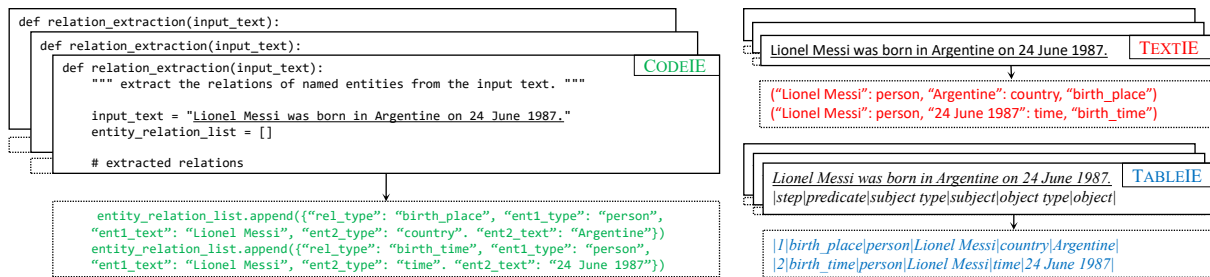 def relation_extraction(input_text):
def relation_extraction(input_text):
def relation_extraction(input_text):
CODEIE
""" extract the relations of named entities from the input text. """
input_text = "Lionel Messi was born in Argentine on 24 June 1987."
entity_relation_list = []
# extracted relations
entity_relation_list.append({“rel_type”: “birth_place”, “ent1_type”: “person”,
“ent1_text”: “Lionel Messi”, “ent2_type”: “country”. “ent2_text”: “Argentine”})
entity_relation_list.append({“rel_type”: “birth_time”, “ent1_type”: “person”,
“ent1_text”: “Lionel Messi”, “ent2_type”: “time”. “ent2_text”: “24 June 1987”})
Lionel Messi was born in Argentine on 24 June 1987.
TEXTIE
(“Lionel Messi”: person, “Argentine”: country, “birth_place”)
(“Lionel Messi”: person, “24 June 1987”: time, “birth_time”)
Lionel Messi was born in Argentine on 24 June 1987.
TABLEIE
|step|predicate|subject type|subject|object type|object|
|1|birth_place|person|Lionel Messi|country|Argentine|
|2|birth_time|person|Lionel Messi|time|24 June 1987|